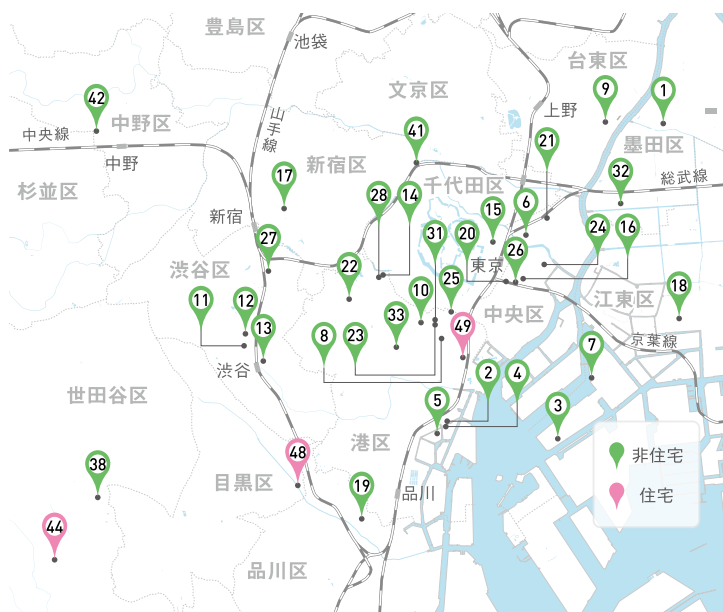 豊島区
池袋
台東区
文京区
42
9
1
中野区
山手線
上野
中央線
41
21
墨田区
中野
新宿区
杉並区
17
千代田区
32
総武線
28
14
15
6
新宿
31
20
24
16
27
東京
26
渋谷区
22
25
18
11
12
10
江東区
中央区
13
8
23
33
49
京葉線
渋谷
7
2
4
世田谷区
5
3
港区
48
38
目黒区
非住宅
19
品川
住宅
44
品川区